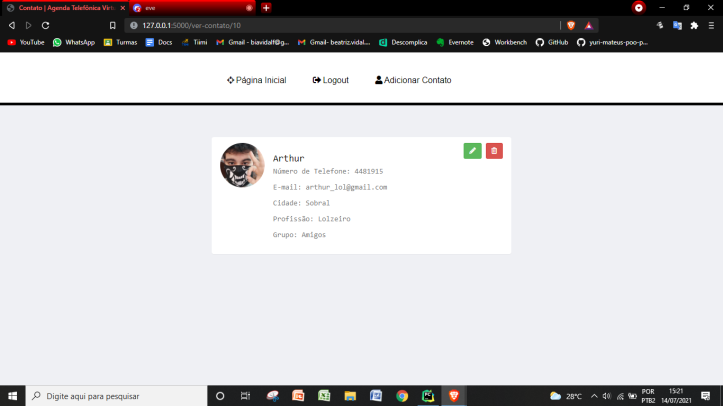 Contato | Agenda Telefônica Virtu
eve
127.0.0.1:5000/ver-contato/10
YouTube
WhatsApp
Turmas
Docs
Tiimi
Gmail - biavidalf@g...
Gmail- beatriz.vidal....
Descomplica
Evernote
Workbench
GitHub
yuri-mateus-poo-p...
Página Inicial
Logout
Adicionar Contato
Arthur
Número de Telefone: 4481915
E-mail: arthur_lol@gmail.com
Cidade: Sobral
Profissão: Lolzeiro
Grupo: Amigos
Digite aqui para pesquisar
28°C
POR
PTB2
15:21
14/07/2021